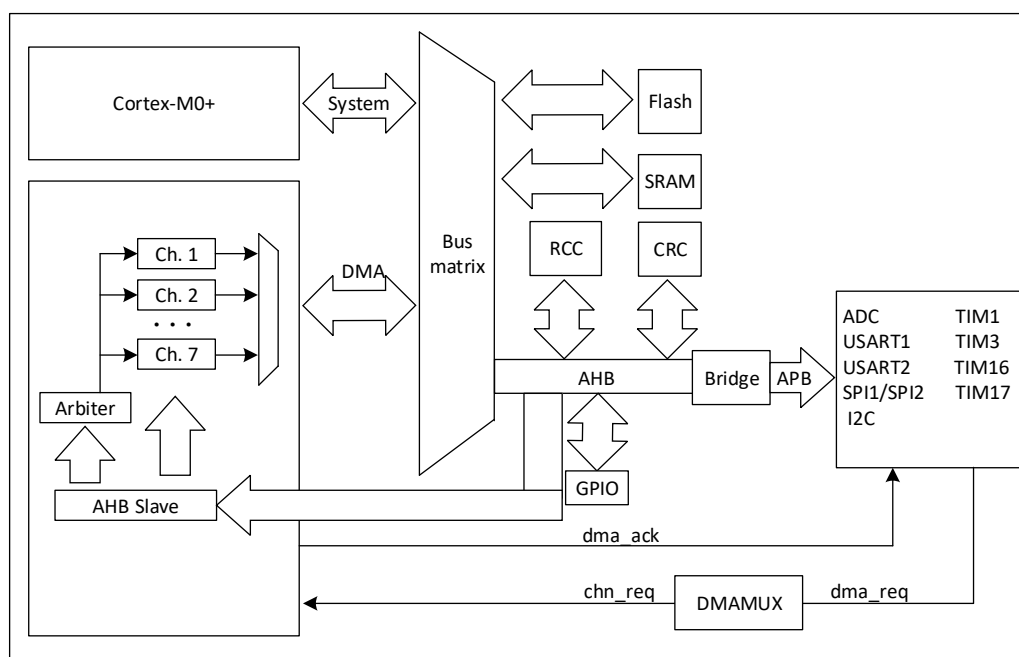 Cortex-M0+
System
Flash
SRAM
RCC
CRC
Bus
matrix
Ch. 1
Ch. 2
. . .
Ch. 7
DMA
Arbiter
AHB Slave
AHB
Bridge
APB
GPIO
ADC TIM1
USART1 TIM3
USART2 TIM16
SPI1/SPI2 TIM17
I2C
dma_ack
chn_req
DMAMUX
dma_req